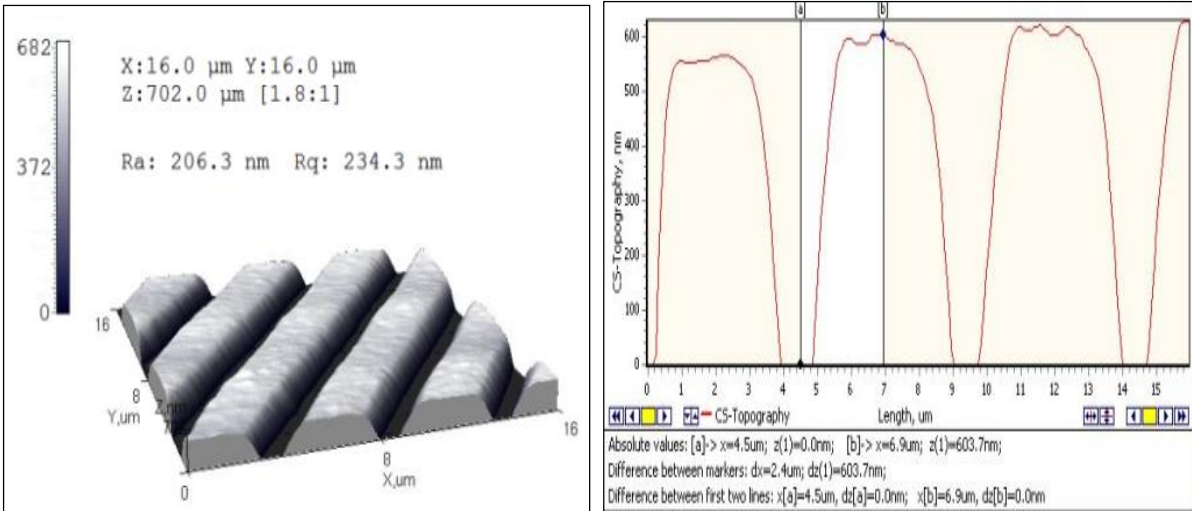 682
372
0
X:16.0 μm Y:16.0 μm
Z:702.0 μm [1.8:1]
Ra: 206.3 nm Rq: 234.3 nm
16
8
Y,um
Z,nm
0
8
X,um
16
a
b
CS-Topography, nm
600
500
400
300
200
100
0
0 1 2 3 4 5 6 7 8 9 10 11 12 13 14 15
CS-Topography
Length, um
Absolute values: [a]-> x=4.5um; z(1)=0.0nm; [b]-> x=6.9um; z(1)=603.7nm;
Difference between markers: dx=2.4um; dz(1)=603.7nm;
Difference between first two lines: x[a]=4.5um, dz[a]=0.0nm; x[b]=6.9um, dz[b]=0.0nm